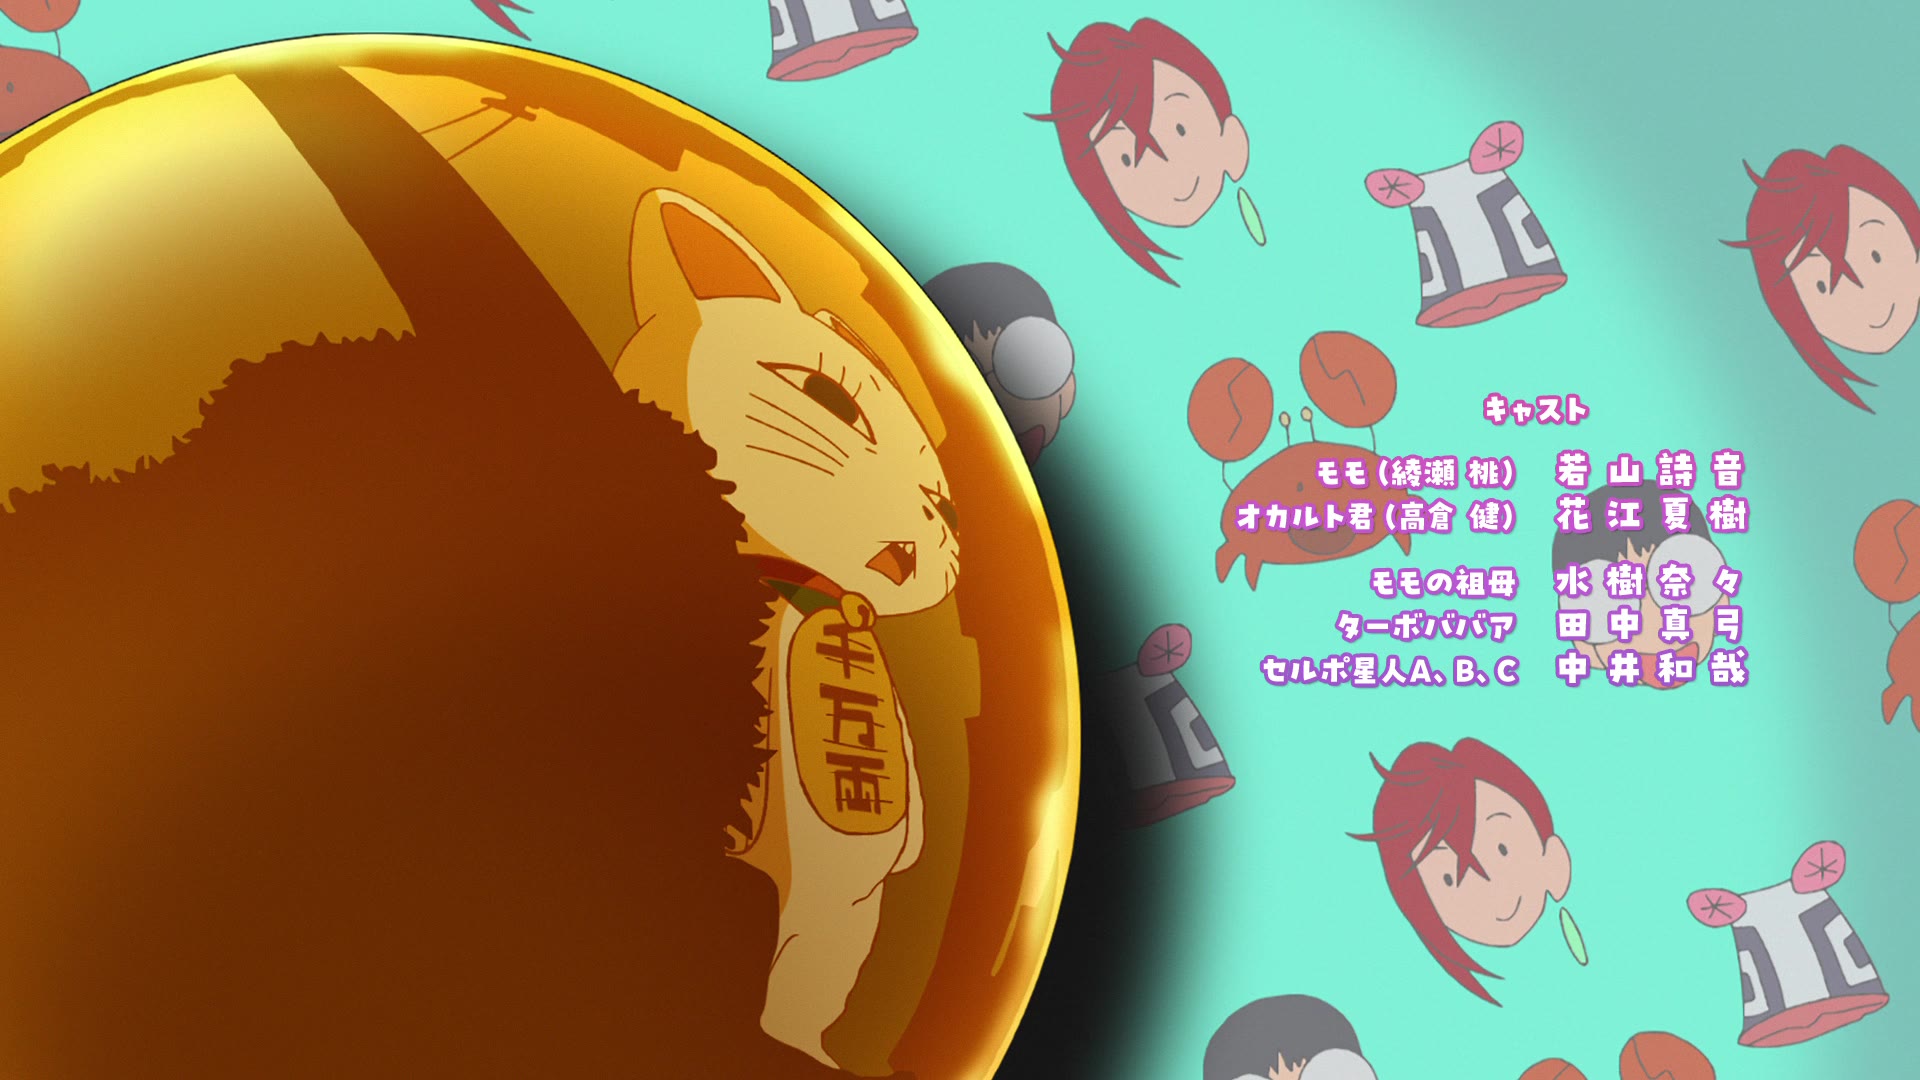 千万両
キャスト
モモ（綾瀬 桃） 若山詩音
オカルト君（高倉 健） 花江夏樹
モモの祖母 水樹奈々
ターボババア 田中真弓
セルポ星人A、B、C 中井和哉